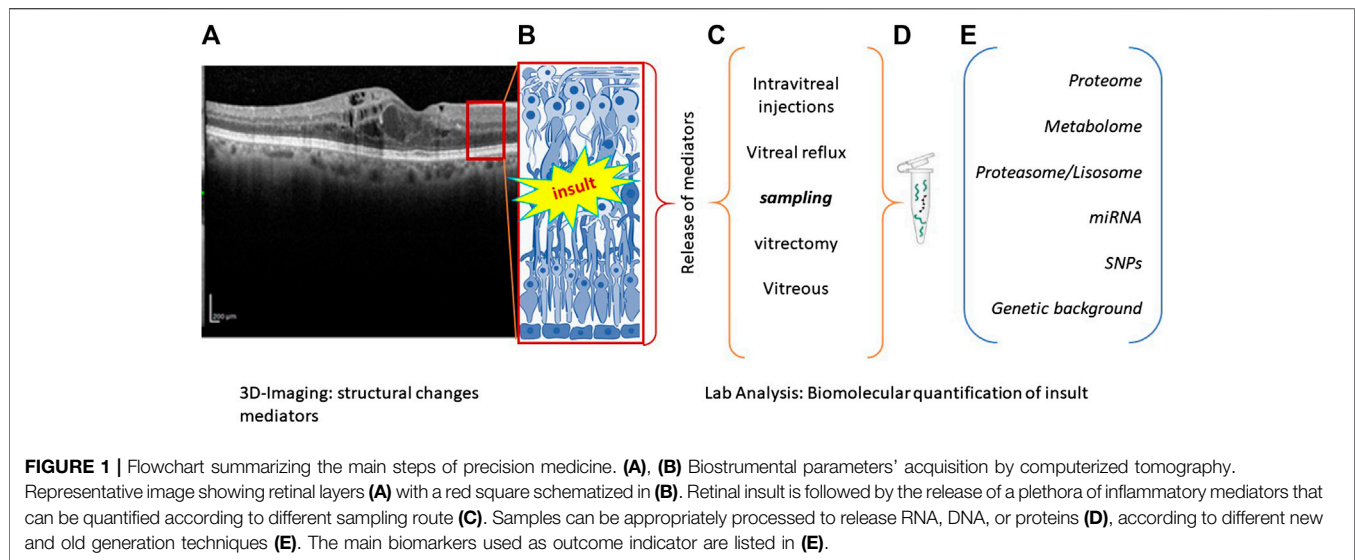 A
B
C
D
E
200 µm
insult
Release of mediators
Intravitreal
injections
Vitreal reflux
sampling
vitrectomy
Vitreous
Proteome
Metabolome
Proteasome/Lisosome
miRNA
SNPs
Genetic background
3D-Imaging: structural changes
mediators
Lab Analysis: Biomolecular quantification of insult
FIGURE 1 | Flowchart summarizing the main steps of precision medicine. (A), (B) Biostrumental parameters’ acquisition by computerized tomography.
Representative image showing retinal layers (A) with a red square schematized in (B). Retinal insult is followed by the release of a plethora of inflammatory mediators that
can be quantified according to different sampling route (C). Samples can be appropriately processed to release RNA, DNA, or proteins (D), according to different new
and old generation techniques (E). The main biomarkers used as outcome indicator are listed in (E).